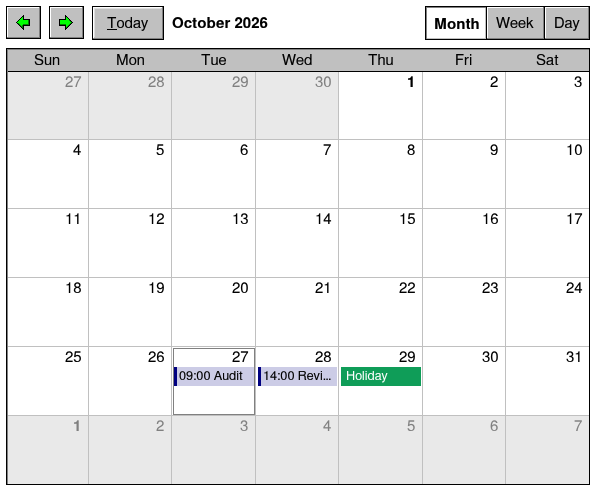 Today October 2026 Month Week Day
Sun Mon Tue Wed Thu Fri Sat
27 28 29 30 1 2 3
4 5 6 7 8 9 10
11 12 13 14 15 16 17
18 19 20 21 22 23 24
25 26 27 28 29 30 31
09:00 Audit 14:00 Revi... Holiday
1 2 3 4 5 6 7